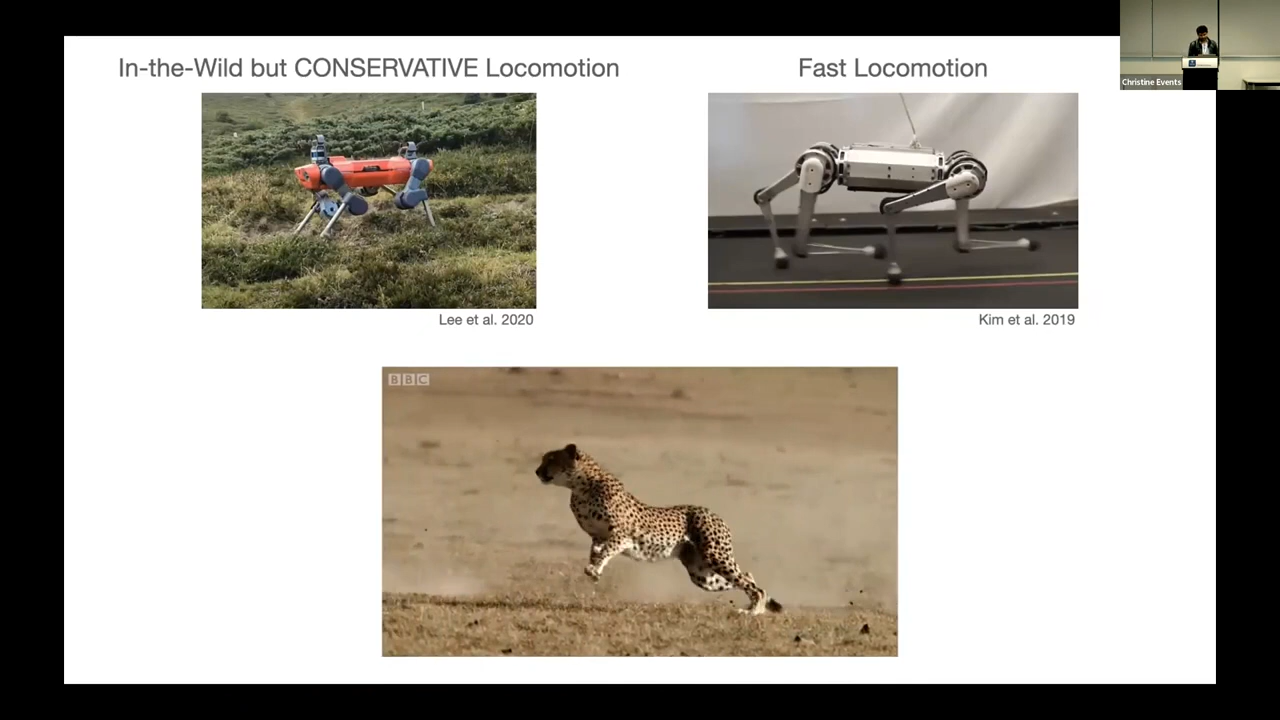 In-the-Wild but CONSERVATIVE Locomotion
Fast Locomotion
Lee et al. 2020
Kim et al. 2019
BBC
Christine Events